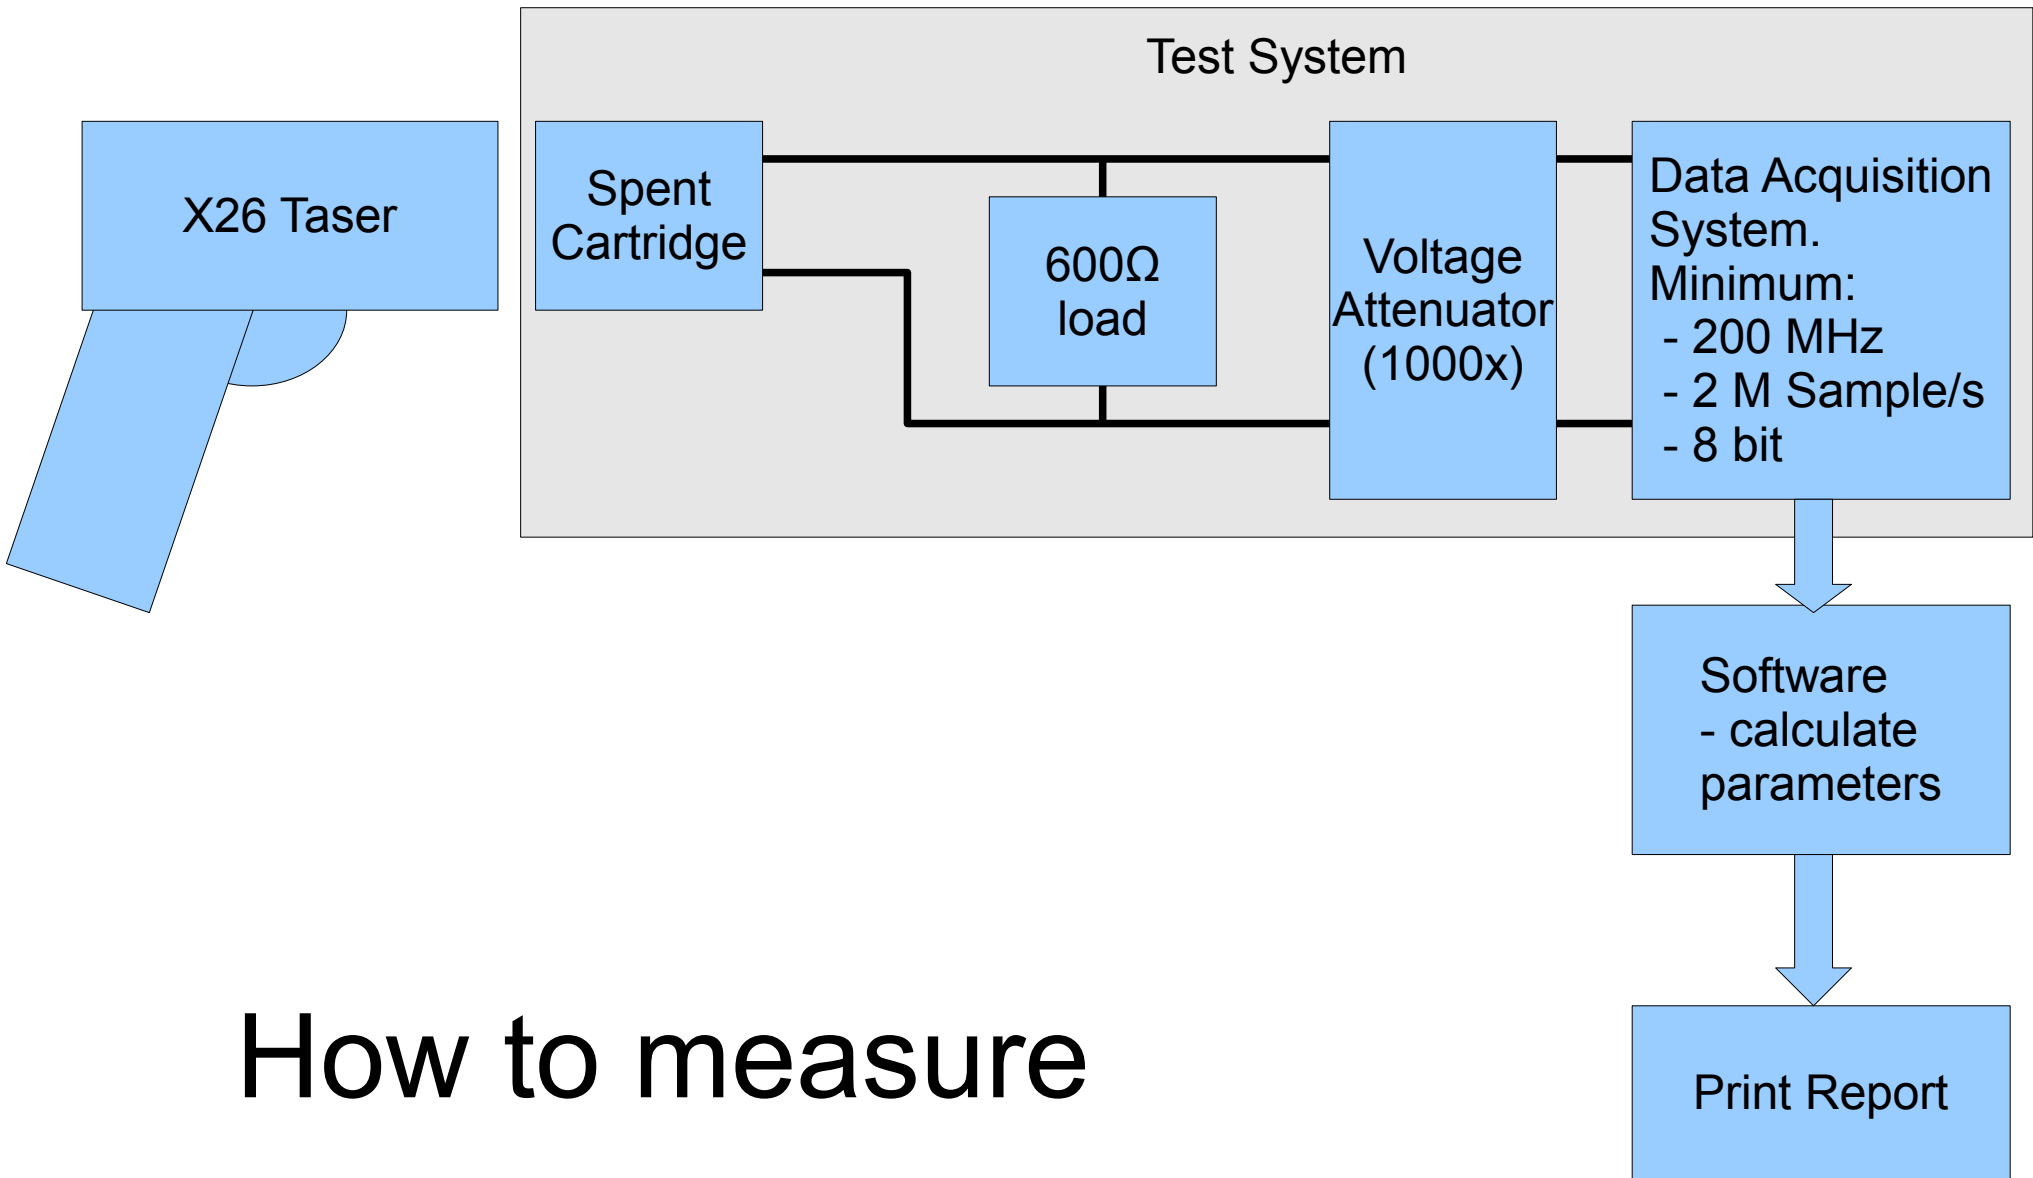 Test System
X26 Taser
Spent
Cartridge
600Ω
load
Voltage
Attenuator
(1000x)
Data Acquisition
System.
Minimum:
- 200 MHz
- 2 M Sample/s
- 8 bit
Software
- calculate
parameters
Print Report
How to measure